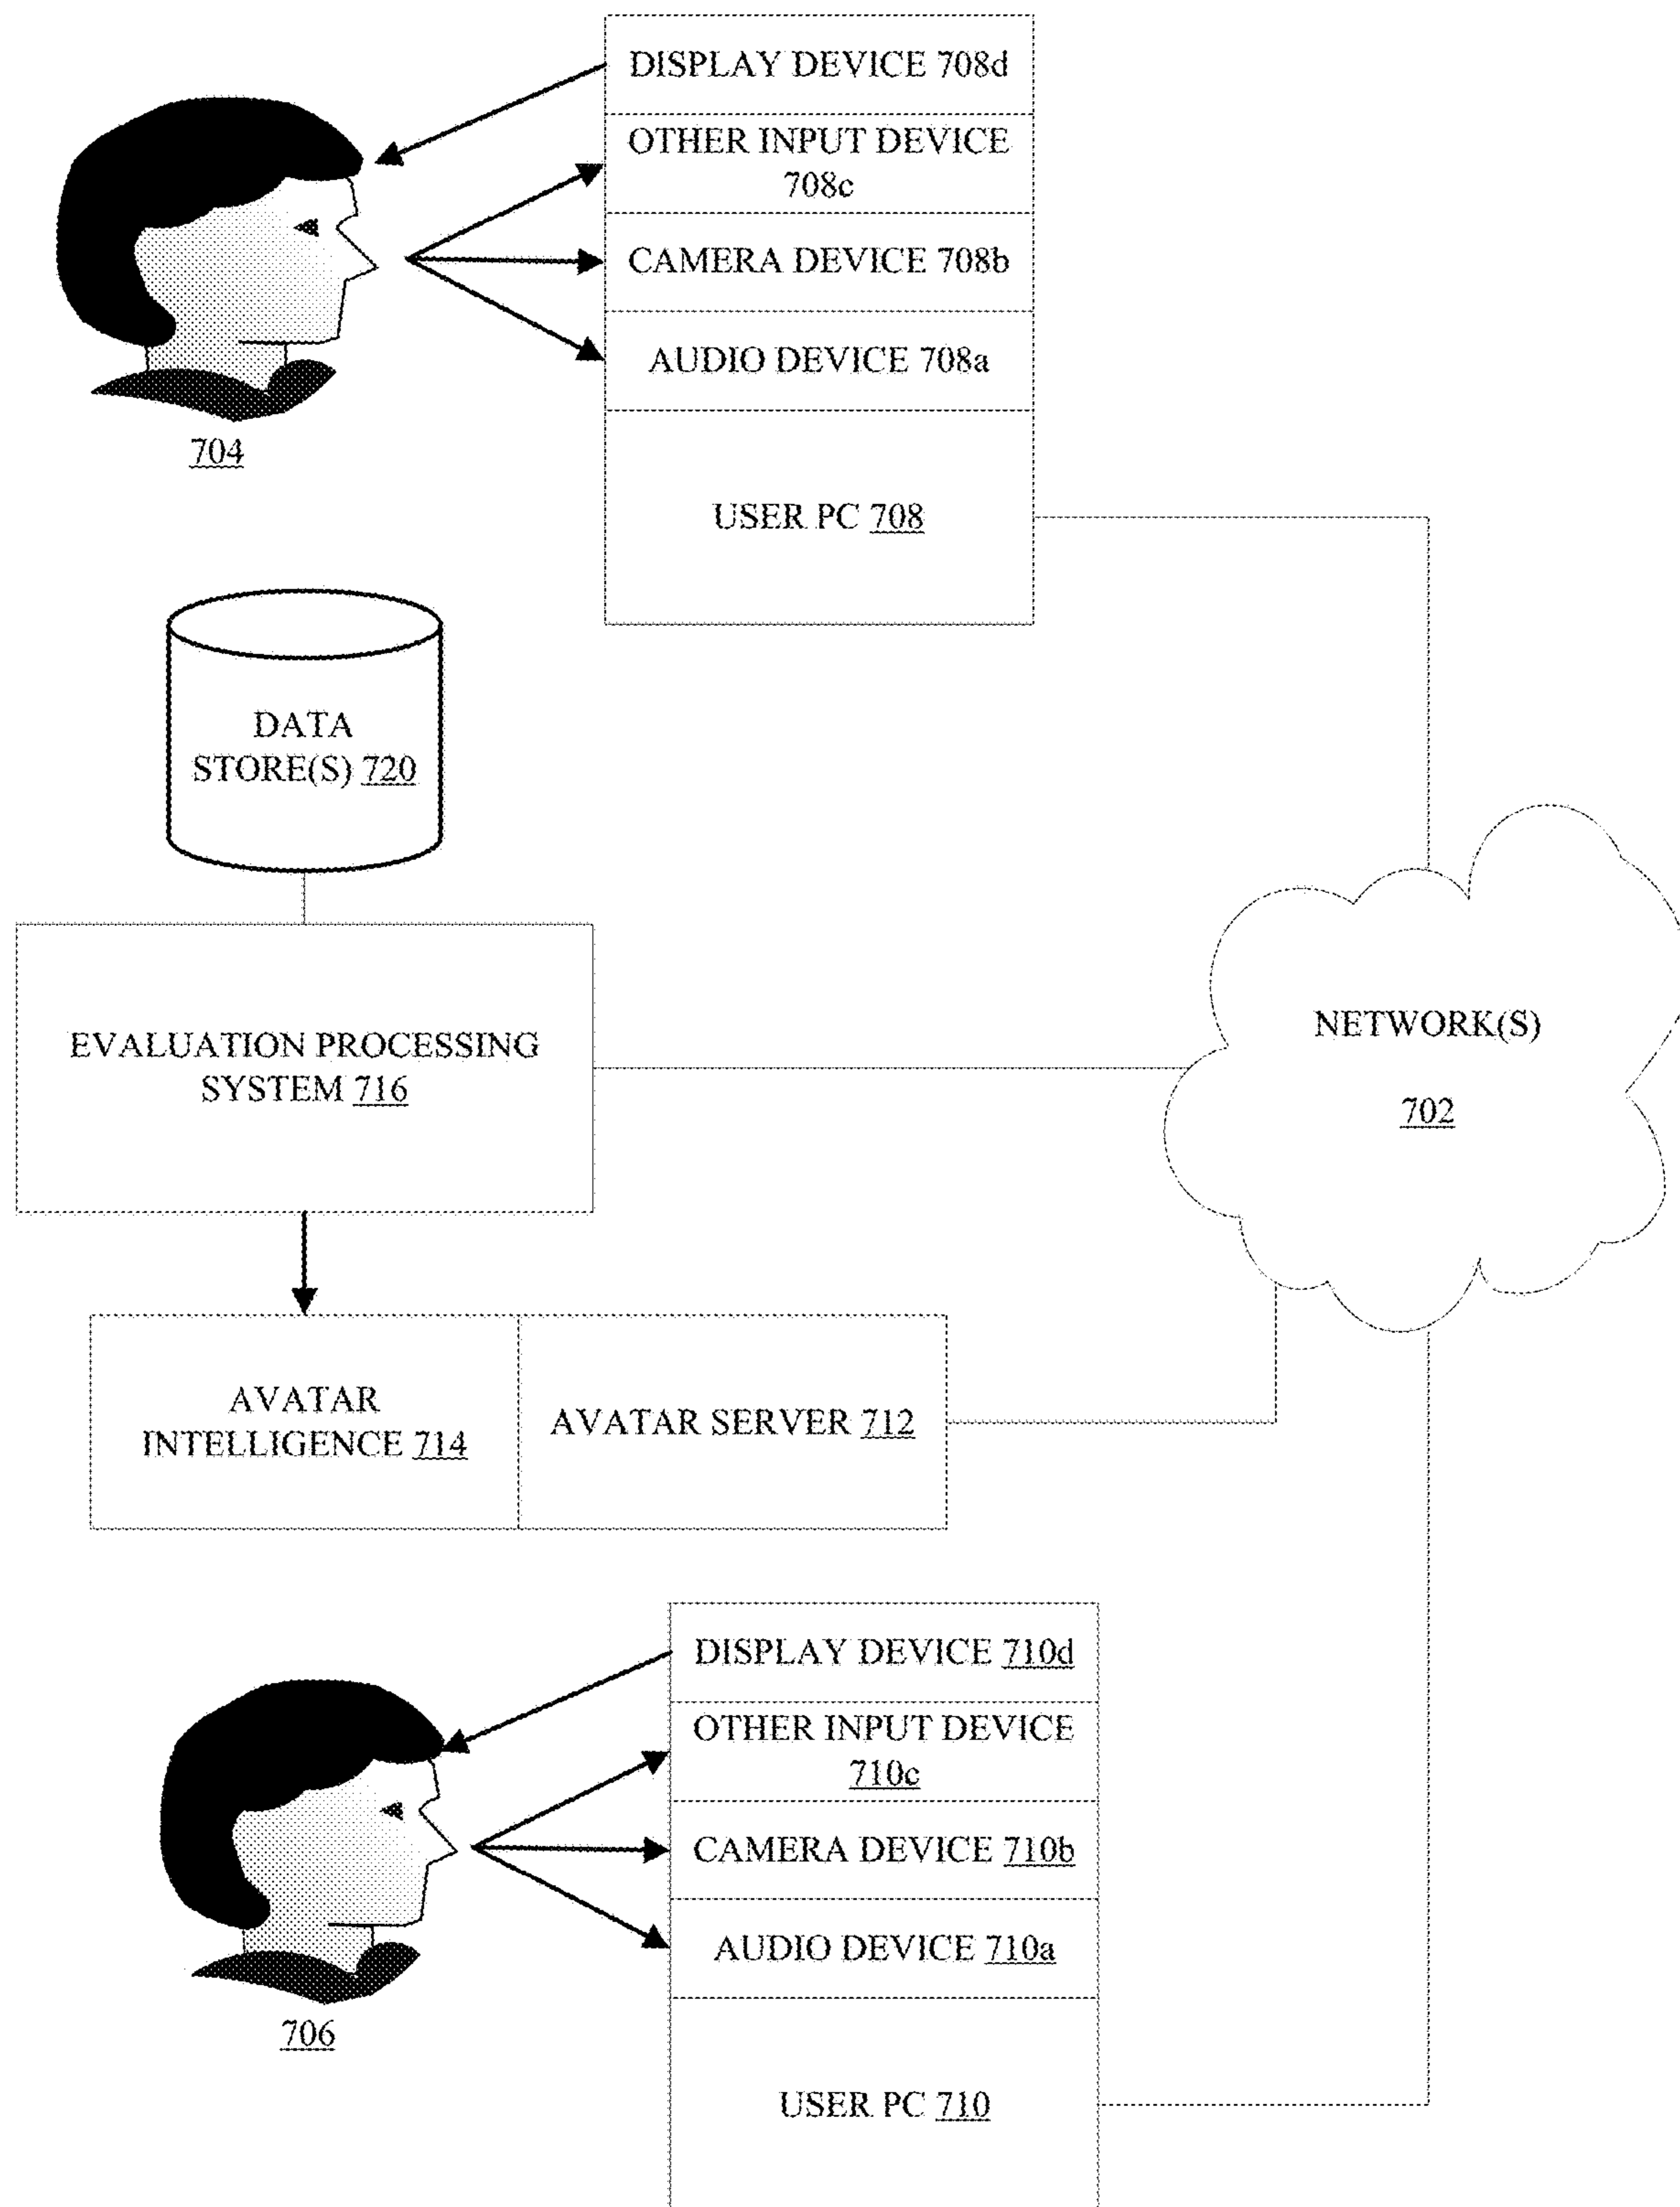 DISPLAY DEVICE 708d
OTHER INPUT DEVICE
708c
CAMERA DEVICE 708b
AUDIO DEVICE 708a
704
USER PC 708
DATA
STORE(S) 720
EVALUATION PROCESSING
SYSTEM 716
NETWORK(S)
702
AVATAR
INTELLIGENCE 714
AVATAR SERVER 712
DISPLAY DEVICE 710d
OTHER INPUT DEVICE
710c
CAMERA DEVICE 710b
AUDIO DEVICE 710a
706
USER PC 710